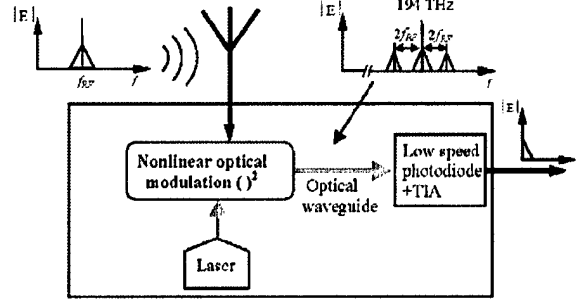 |E|
f_RF
f
194 THz
2f_RF 2f_RF
f
|E|
Nonlinear optical
modulation ( )²
Optical
waveguide
Low speed
photodiode
+TIA
Laser